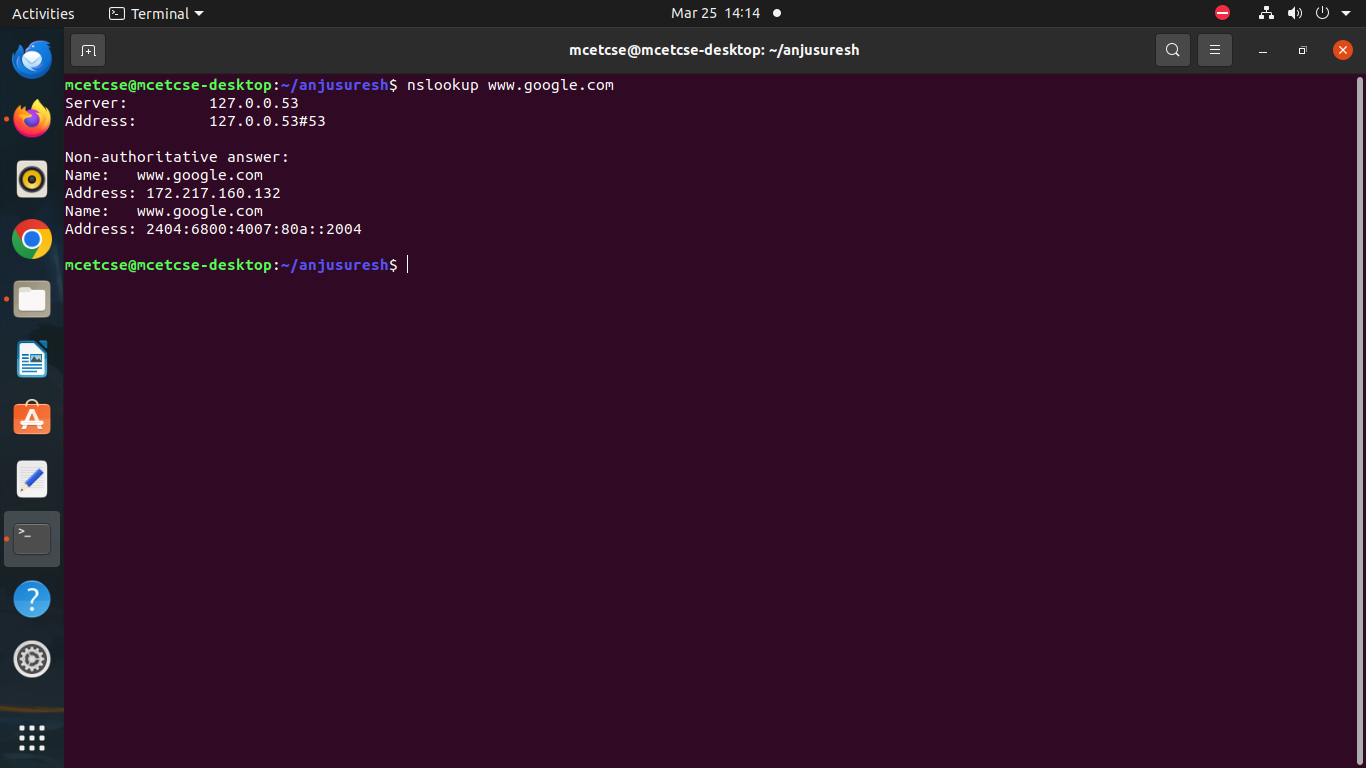 Activities Terminal Mar 25 14:14
mcetcse@mcetcse-desktop: ~/anjusuresh
mcetcse@mcetcse-desktop:~/anjusuresh$ nslookup www.google.com
Server:         127.0.0.53
Address:        127.0.0.53#53
Non-authoritative answer:
Name:   www.google.com
Address: 172.217.160.132
Name:   www.google.com
Address: 2404:6800:4007:80a::2004
mcetcse@mcetcse-desktop:~/anjusuresh$